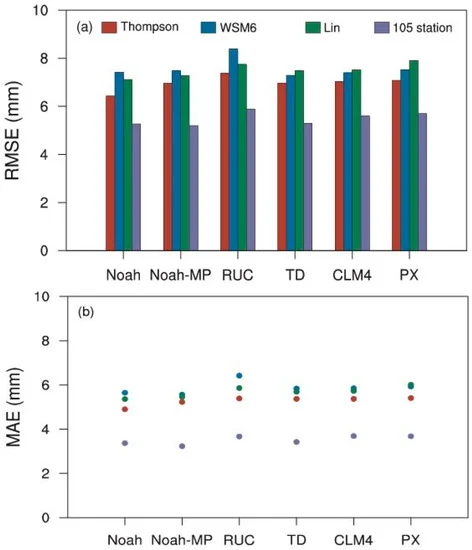 10
(a) Thompson WSM6 Lin 105 station
8
6
4
2
0
RMSE (mm)
Noah Noah-MP RUC TD CLM4 PX
10
(b)
8
6
4
2
0
MAE (mm)
Noah Noah-MP RUC TD CLM4 PX